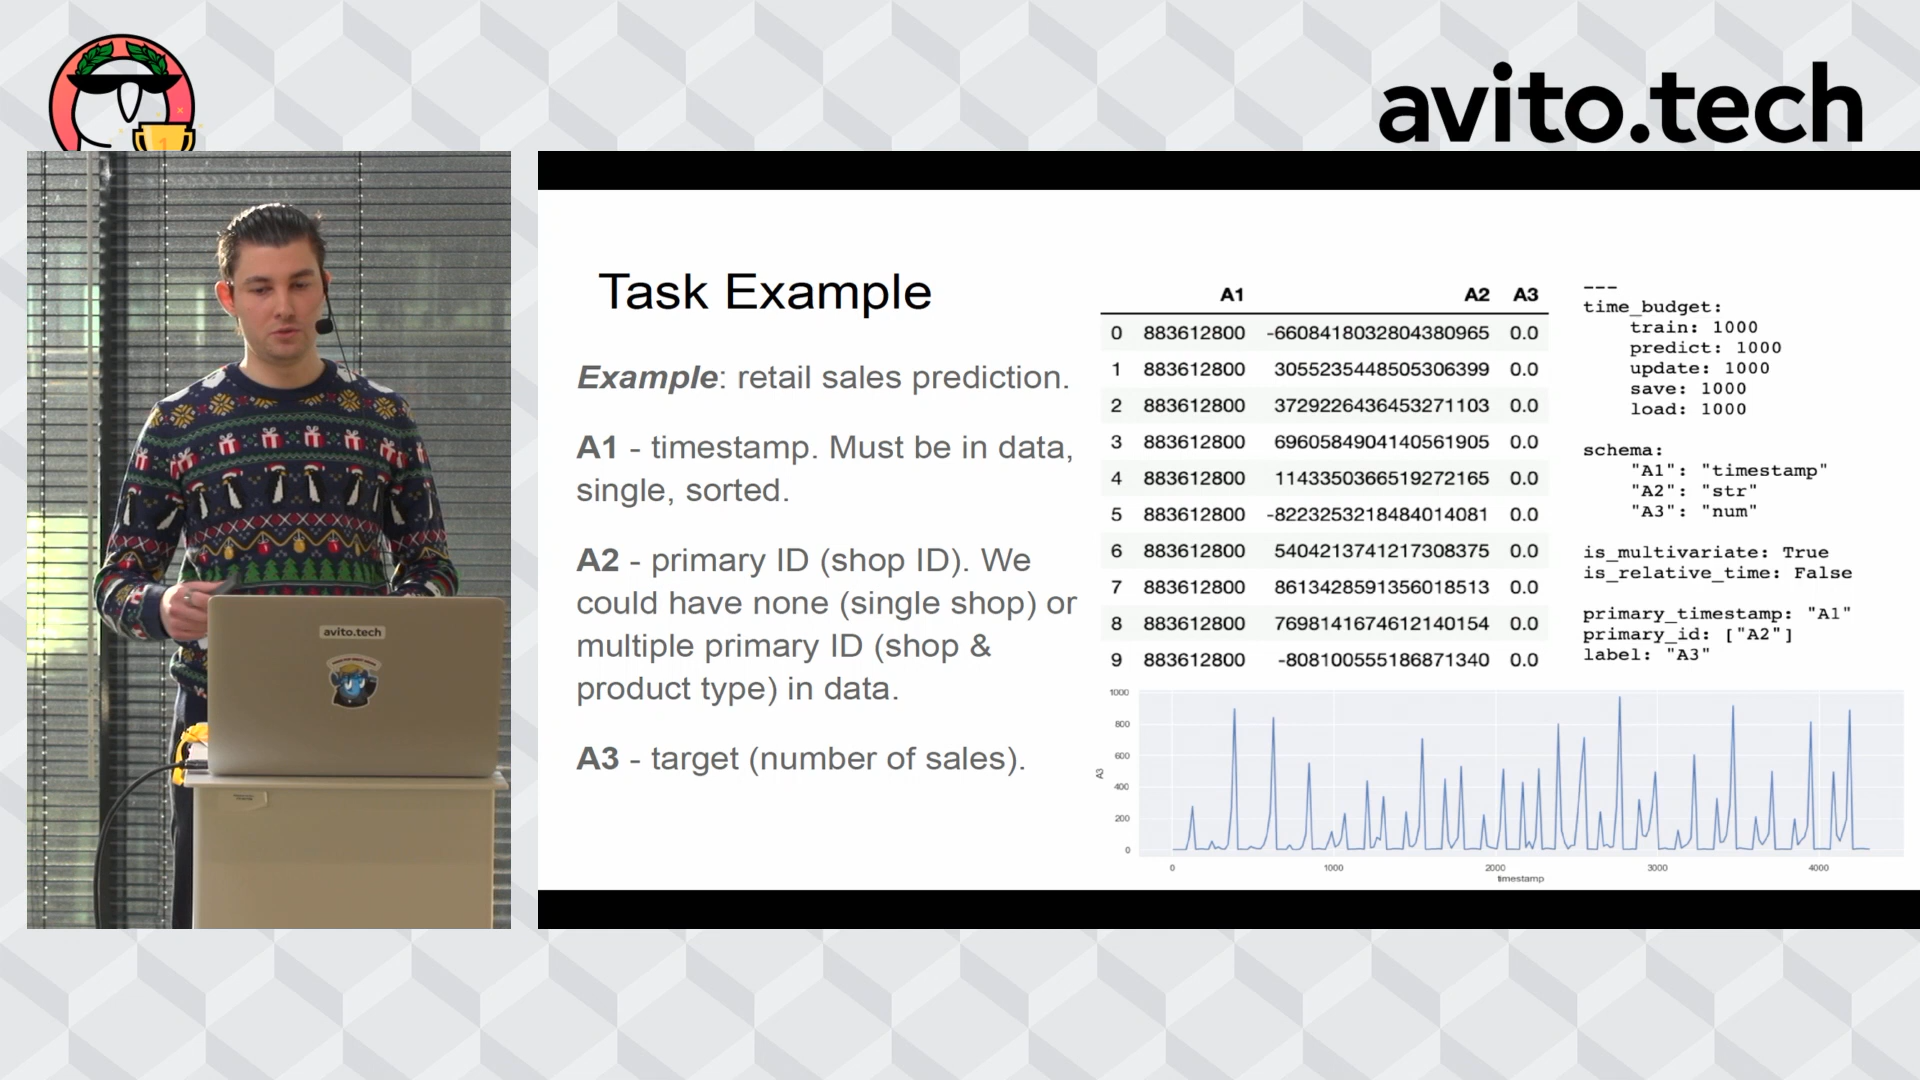 avito.tech
Task Example
Example: retail sales prediction.
A1 - timestamp. Must be in data,
single, sorted.
A2 - primary ID (shop ID). We
could have none (single shop) or
multiple primary ID (shop &
product type) in data.
A3 - target (number of sales).
A1 A2 A3
0 883612800 -6608418032804380965 0.0
1 883612800 3055235448505306399 0.0
2 883612800 3729226436453271103 0.0
3 883612800 6960584904140561905 0.0
4 883612800 1143350366519272165 0.0
5 883612800 -8223253218484014081 0.0
6 883612800 5404213741217308375 0.0
7 883612800 8613428591356018513 0.0
8 883612800 7698141674612140154 0.0
9 883612800 -808100555186871340 0.0
---
time_budget:
train: 1000
predict: 1000
update: 1000
save: 1000
load: 1000
schema:
"A1": "timestamp"
"A2": "str"
"A3": "num"
is_multivariate: True
is_relative_time: False
primary_timestamp: "A1"
primary_id: ["A2"]
label: "A3"
1000
800
600
400
200
0
A3
0 1000 2000 3000 4000
timestamp
avito.tech